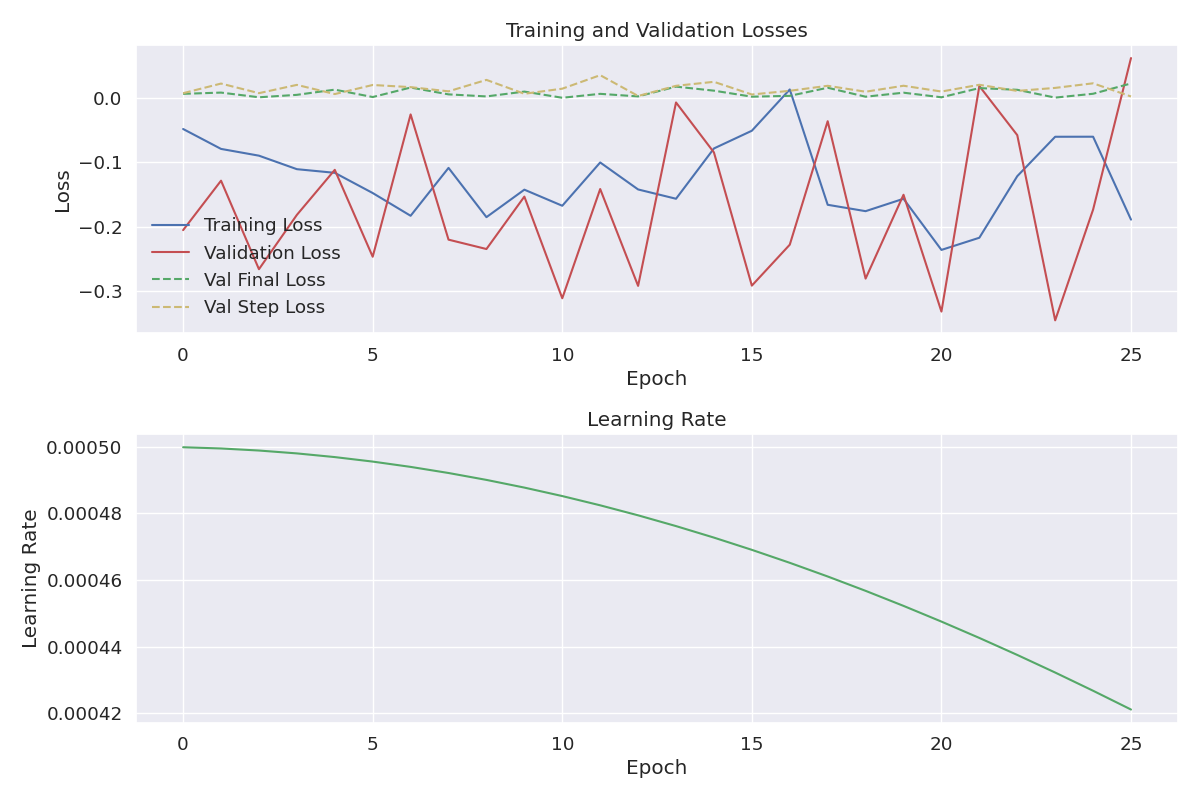 Training and Validation Losses
0.0
−0.1
−0.2
−0.3
Loss
Training Loss
Validation Loss
Val Final Loss
Val Step Loss
0 5 10 15 20 25
Epoch
Learning Rate
0.00050
0.00048
0.00046
0.00044
0.00042
Learning Rate
0 5 10 15 20 25
Epoch